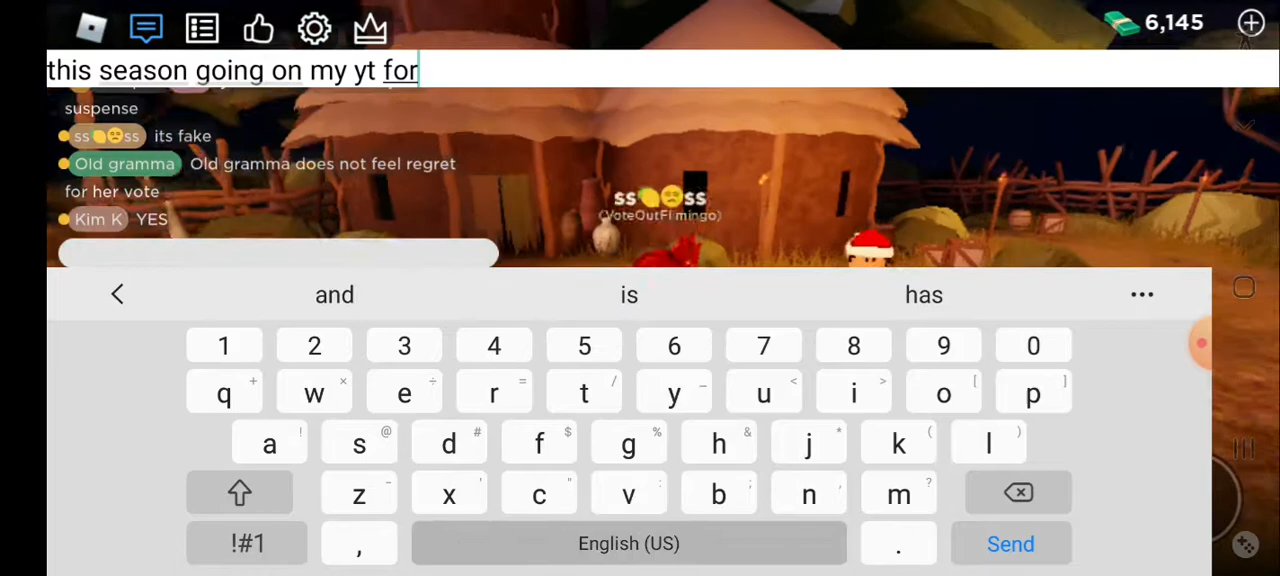 6,145
this season going on my yt for
suspense
ss🍋😒ss its fake
Old gramma Old gramma does not feel regret
for her vote
Kim K YES
ss🍋😒ss
(VoteOutFlamingo)
and is has
1 2 3 4 5 6 7 8 9 0
q + w × e ÷ r = t / y _ u < i > o [ p ]
a ! s @ d # f $ g % h & j * k ( l )
z - x ' c " v : b ; n , m ?
!#1 , English (US) . Send